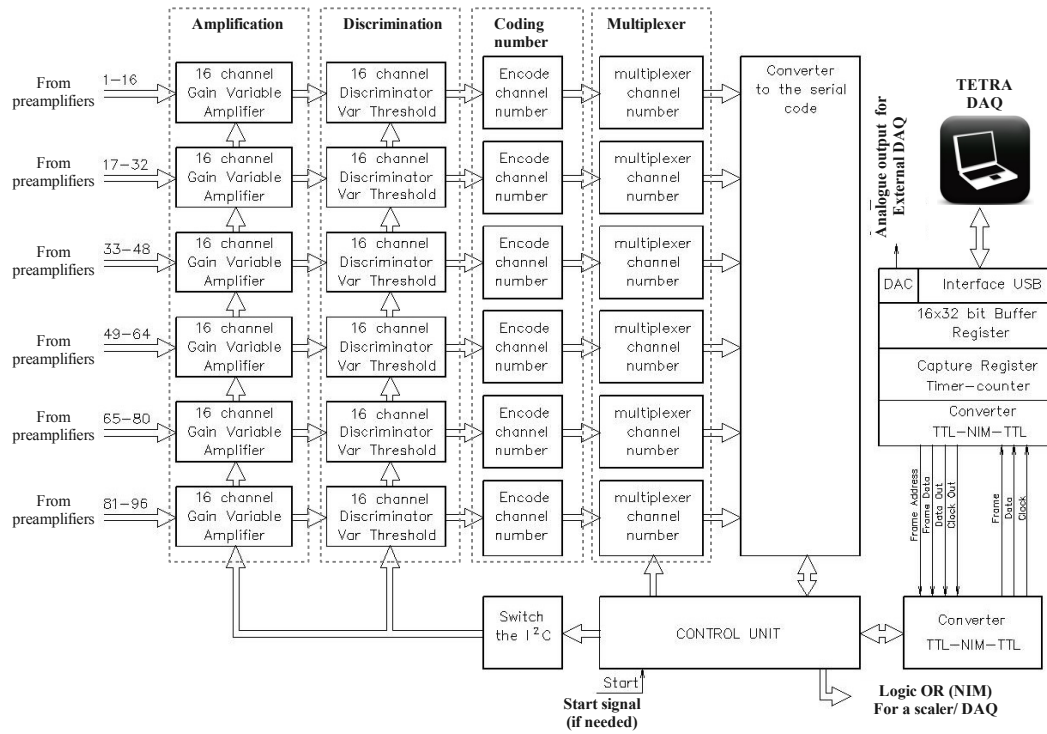 Amplification
Discrimination
Coding
number
Multiplexer
From
preamplifiers
1–16
16 channel
Gain Variable
Amplifier
16 channel
Discriminator
Var Threshold
Encode
channel
number
multiplexer
channel
number
Converter
to the serial
code
From
preamplifiers
17–32
16 channel
Gain Variable
Amplifier
16 channel
Discriminator
Var Threshold
Encode
channel
number
multiplexer
channel
number
From
preamplifiers
33–48
16 channel
Gain Variable
Amplifier
16 channel
Discriminator
Var Threshold
Encode
channel
number
multiplexer
channel
number
From
preamplifiers
49–64
16 channel
Gain Variable
Amplifier
16 channel
Discriminator
Var Threshold
Encode
channel
number
multiplexer
channel
number
From
preamplifiers
65–80
16 channel
Gain Variable
Amplifier
16 channel
Discriminator
Var Threshold
Encode
channel
number
multiplexer
channel
number
From
preamplifiers
81–96
16 channel
Gain Variable
Amplifier
16 channel
Discriminator
Var Threshold
Encode
channel
number
multiplexer
channel
number
Switch
the I²C
CONTROL UNIT
Start
Start signal
(if needed)
Logic OR (NIM)
For a scaler/ DAQ
TETRA
DAQ
Analogue output for
External DAQ
DAC
Interface USB
16x32 bit Buffer
Register
Capture Register
Timer-counter
Converter
TTL–NIM–TTL
Frame Address
Frame Data
Data Out
Clock Out
Frame
Data
Clock
Converter
TTL–NIM–TTL